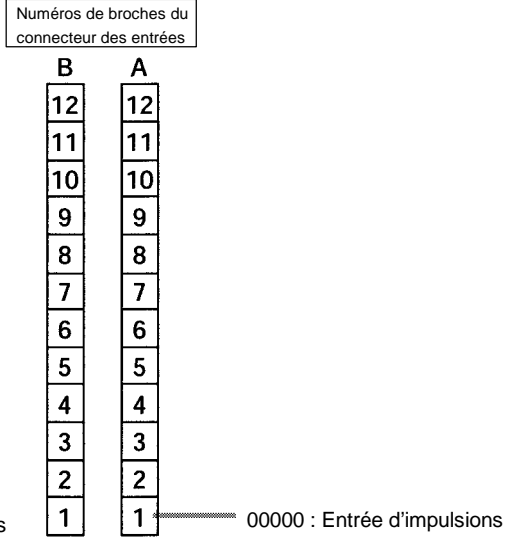 Numéros de broches du
connecteur des entrées
B A
12 12
11 11
10 10
9 9
8 8
7 7
6 6
5 5
4 4
3 3
2 2
s 1 1 00000 : Entrée d'impulsions